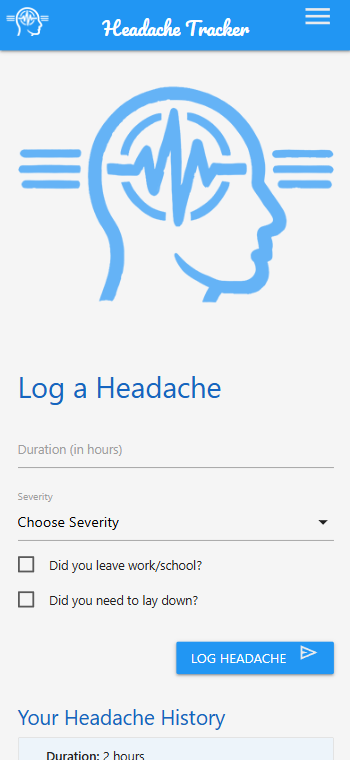 Headache Tracker
Log a Headache
Duration (in hours)
Severity
Choose Severity
Did you leave work/school?
Did you need to lay down?
LOG HEADACHE
Your Headache History
Duration: 2 hours